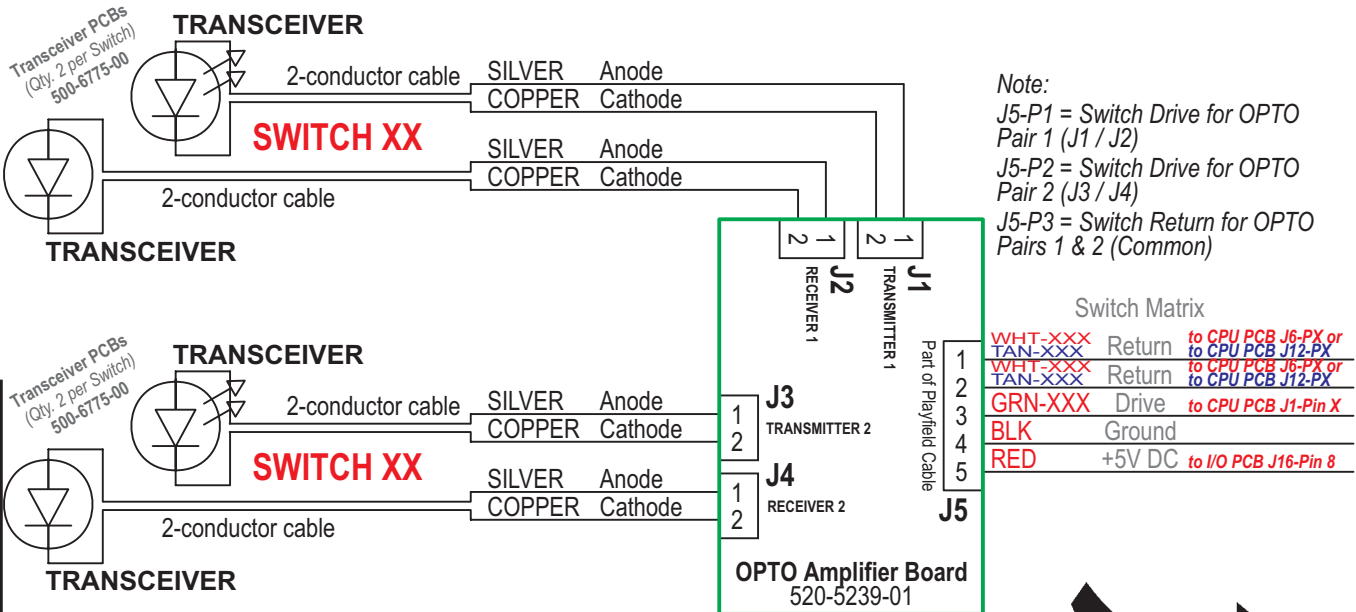 Transceiver PCBs
(Qty. 2 per Switch)
500-6775-00
TRANSCEIVER
2-conductor cable
SILVER Anode
COPPER Cathode
SWITCH XX
SILVER Anode
COPPER Cathode
2-conductor cable
TRANSCEIVER
Note:
J5-P1 = Switch Drive for OPTO
Pair 1 (J1 / J2)
J5-P2 = Switch Drive for OPTO
Pair 2 (J3 / J4)
J5-P3 = Switch Return for OPTO
Pairs 1 & 2 (Common)
2 1
J2
RECEIVER 1
2 1
J1
TRANSMITTER 1
Transceiver PCBs
(Qty. 2 per Switch)
500-6775-00
TRANSCEIVER
2-conductor cable
SILVER Anode
COPPER Cathode
SWITCH XX
SILVER Anode
COPPER Cathode
2-conductor cable
TRANSCEIVER
1
2
J3
TRANSMITTER 2
1
2
J4
RECEIVER 2
Part of Playfield Cable
1
2
3
4
5
J5
OPTO Amplifier Board
520-5239-01
Switch Matrix
WHT-XXX Return to CPU PCB J6-PX or
TAN-XXX to CPU PCB J12-PX
WHT-XXX Return to CPU PCB J6-PX or
TAN-XXX to CPU PCB J12-PX
GRN-XXX Drive to CPU PCB J1-Pin X
BLK Ground
RED +5V DC to I/O PCB J16-Pin 8